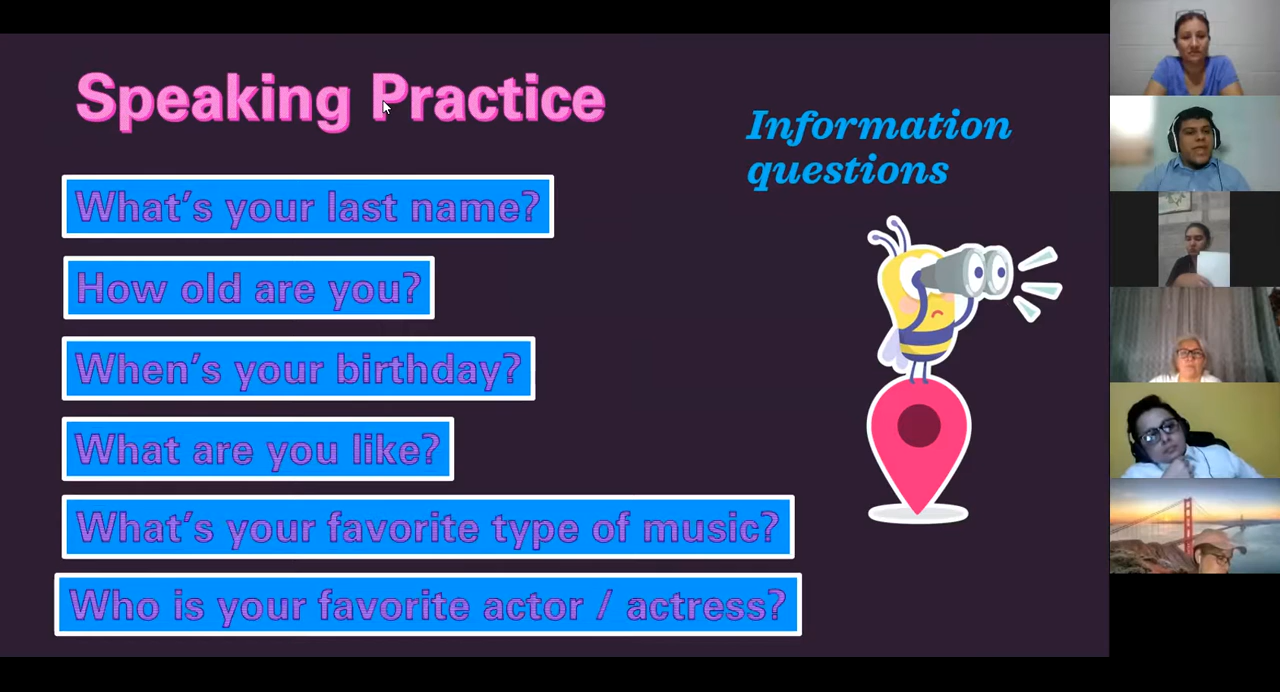 Speaking Practice
Information
questions
What's your last name?
How old are you?
When's your birthday?
What are you like?
What's your favorite type of music?
Who is your favorite actor / actress?